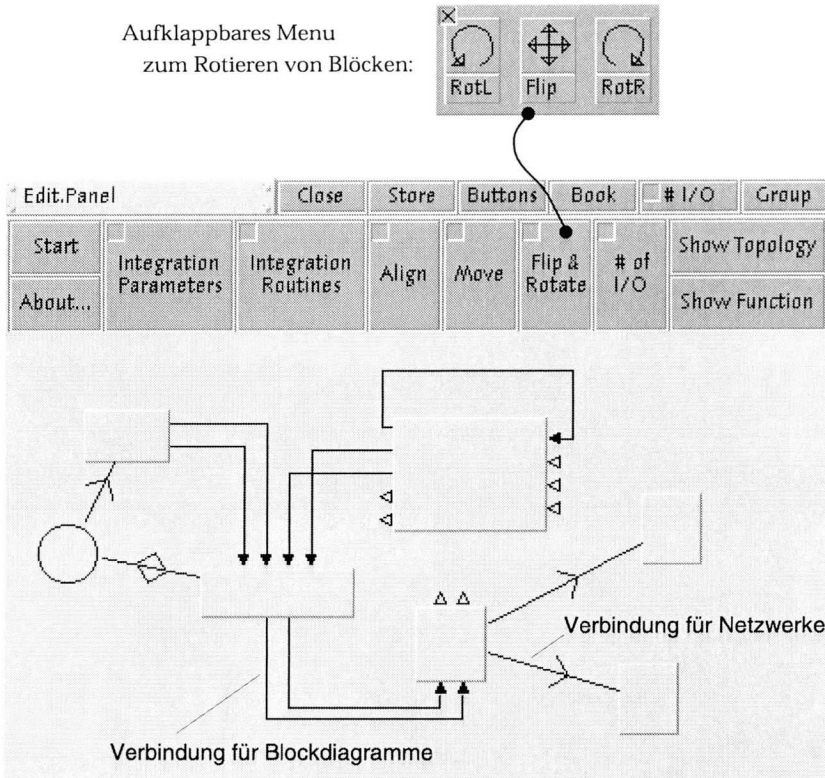 Aufklappbares Menu
zum Rotieren von Blöcken:
RotL Flip RotR
Edit.Panel Close Store Buttons Book # I/O Group
Start
About...
Integration
Parameters
Integration
Routines
Align
Move
Flip &
Rotate
# of
I/O
Show Topology
Show Function
Verbindung für Netzwerke
Verbindung für Blockdiagramme